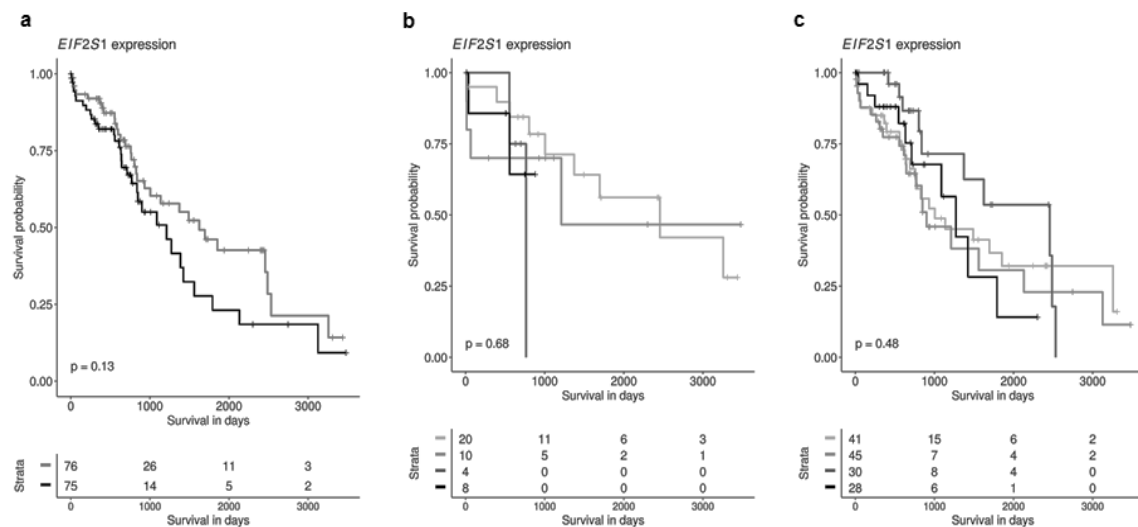 a
EIF2S1 expression
1.00
0.75
0.50
0.25
0.00
Survival probability
p = 0.13
0 1000 2000 3000
Survival in days
Strata
76 26 11 3
75 14 5 2
0 1000 2000 3000
Survival in days
b
EIF2S1 expression
1.00
0.75
0.50
0.25
0.00
Survival probability
p = 0.68
0 1000 2000 3000
Survival in days
Strata
20 11 6 3
10 5 2 1
4 0 0 0
8 0 0 0
0 1000 2000 3000
Survival in days
c
EIF2S1 expression
1.00
0.75
0.50
0.25
0.00
Survival probability
p = 0.48
0 1000 2000 3000
Survival in days
Strata
41 15 6 2
45 7 4 2
30 8 4 0
28 6 1 0
0 1000 2000 3000
Survival in days